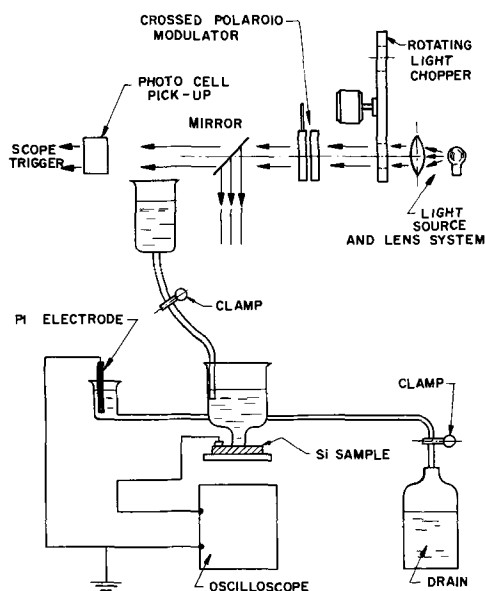 CROSSED POLAROID
MODULATOR
ROTATING
LIGHT
CHOPPER
PHOTO CELL
PICK-UP
MIRROR
SCOPE
TRIGGER
LIGHT
SOURCE
AND LENS SYSTEM
CLAMP
Pt ELECTRODE
CLAMP
Si SAMPLE
OSCILLOSCOPE
DRAIN